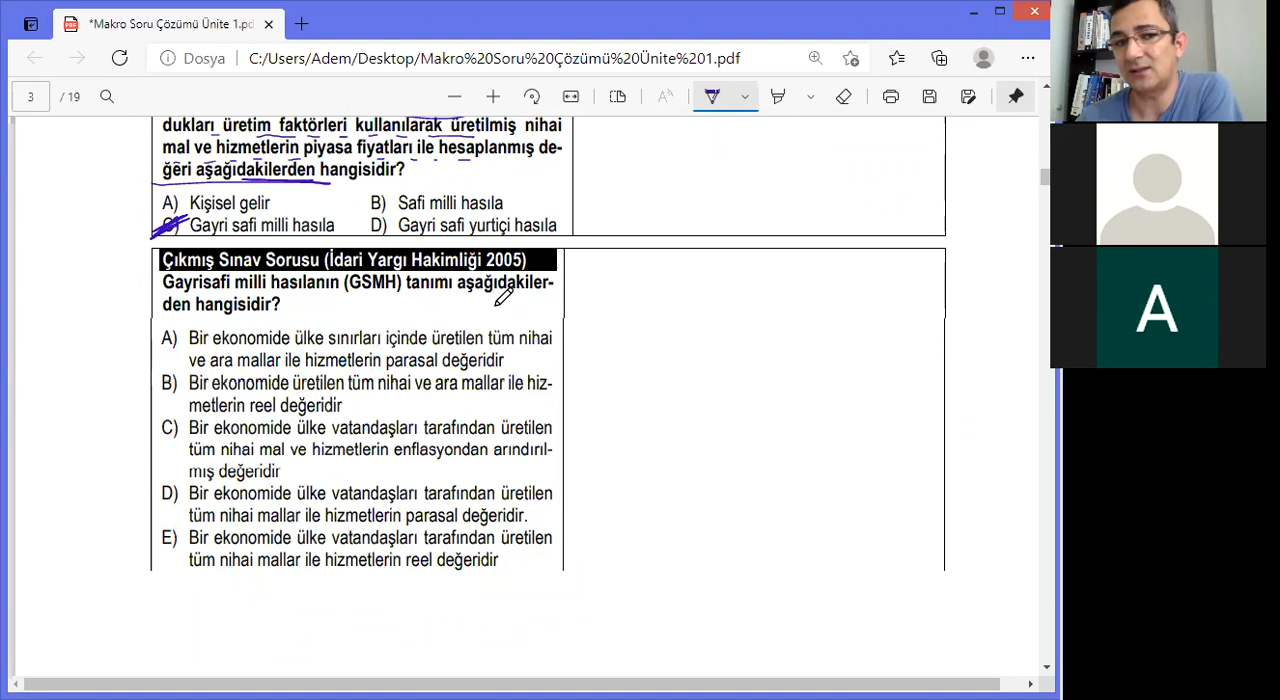 *Makro Soru Çözümü Ünite 1.pd
Dosya
C:/Users/Adem/Desktop/Makro%20Soru%20Çözümü%20Ünite%201.pdf
3 / 19
dukları üretim faktörleri kullanılarak üretilmiş nihai
mal ve hizmetlerin piyasa fiyatları ile hesaplanmış de-
ğeri aşağıdakilerden hangisidir?
A) Kişisel gelir B) Safi milli hasıla
C) Gayri safi milli hasıla D) Gayri safi yurtiçi hasıla
Çıkmış Sınav Sorusu (İdari Yargı Hakimliği 2005)
Gayrisafi milli hasılanın (GSMH) tanımı aşağıdakiler-
den hangisidir?
A) Bir ekonomide ülke sınırları içinde üretilen tüm nihai
ve ara mallar ile hizmetlerin parasal değeridir
B) Bir ekonomide üretilen tüm nihai ve ara mallar ile hiz-
metlerin reel değeridir
C) Bir ekonomide ülke vatandaşları tarafından üretilen
tüm nihai mal ve hizmetlerin enflasyondan arındırıl-
mış değeridir
D) Bir ekonomide ülke vatandaşları tarafından üretilen
tüm nihai mallar ile hizmetlerin parasal değeridir.
E) Bir ekonomide ülke vatandaşları tarafından üretilen
tüm nihai mallar ile hizmetlerin reel değeridir
A